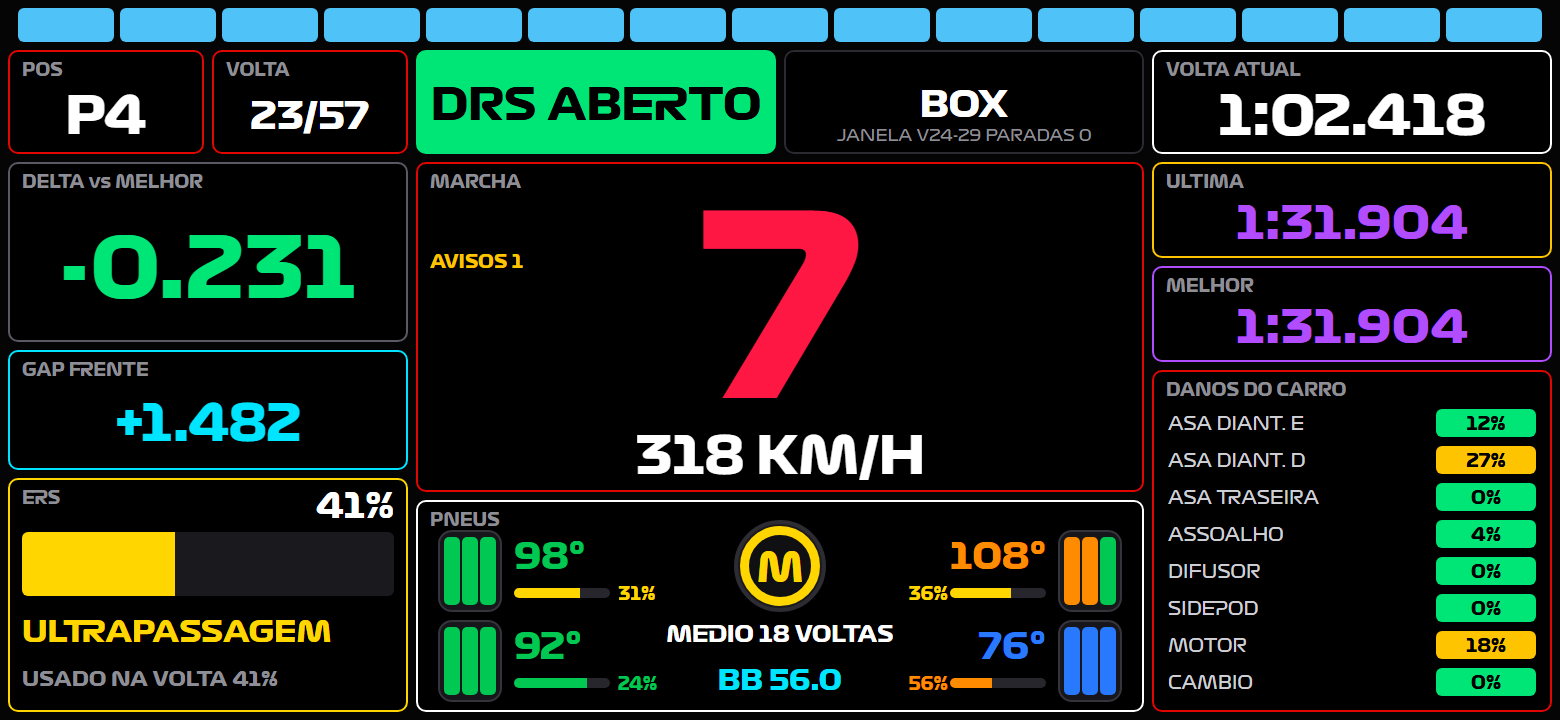 POS
P4
VOLTA
23/57
DRS ABERTO
BOX
JANELA V24-29 PARADAS 0
VOLTA ATUAL
1:02.418
DELTA vs MELHOR
-0.231
MARCHA
AVISOS 1
7
318 KM/H
ULTIMA
1:31.904
MELHOR
1:31.904
GAP FRENTE
+1.482
ERS
41%
ULTRAPASSAGEM
USADO NA VOLTA 41%
PNEUS
98°
31%
M
108°
36%
MEDIO 18 VOLTAS
92°
24%
BB 56.0
76°
56%
DANOS DO CARRO
ASA DIANT. E 12%
ASA DIANT. D 27%
ASA TRASEIRA 0%
ASSOALHO 4%
DIFUSOR 0%
SIDEPOD 0%
MOTOR 18%
CAMBIO 0%